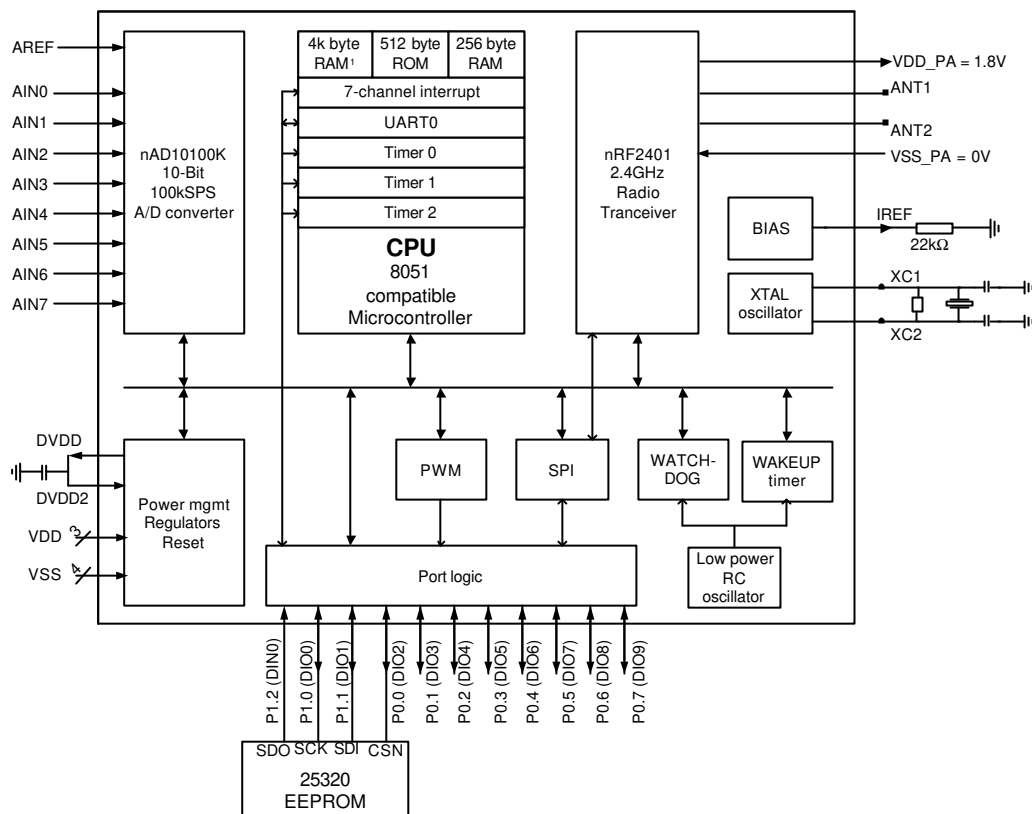 AREF
AIN0
AIN1
AIN2
AIN3
AIN4
AIN5
AIN6
AIN7
nAD10100K
10-Bit
100kSPS
A/D converter
4k byte
RAM¹
512 byte
ROM
256 byte
RAM
7-channel interrupt
UART0
Timer 0
Timer 1
Timer 2
CPU
8051
compatible
Microcontroller
nRF2401
2.4GHz
Radio
Tranceiver
VDD_PA = 1.8V
ANT1
ANT2
VSS_PA = 0V
BIAS
IREF
22kΩ
XTAL
oscillator
XC1
XC2
DVDD
DVDD2
VDD 3
VSS 4
Power mgmt
Regulators
Reset
PWM
SPI
WATCH-
DOG
WAKEUP
timer
Low power
RC
oscillator
Port logic
P1.2 (DIN0)
P1.0 (DIO0)
P1.1 (DIO1)
P0.0 (DIO2)
P0.1 (DIO3)
P0.2 (DIO4)
P0.3 (DIO5)
P0.4 (DIO6)
P0.5 (DIO7)
P0.6 (DIO8)
P0.7 (DIO9)
SDO SCK SDI CSN
25320
EEPROM